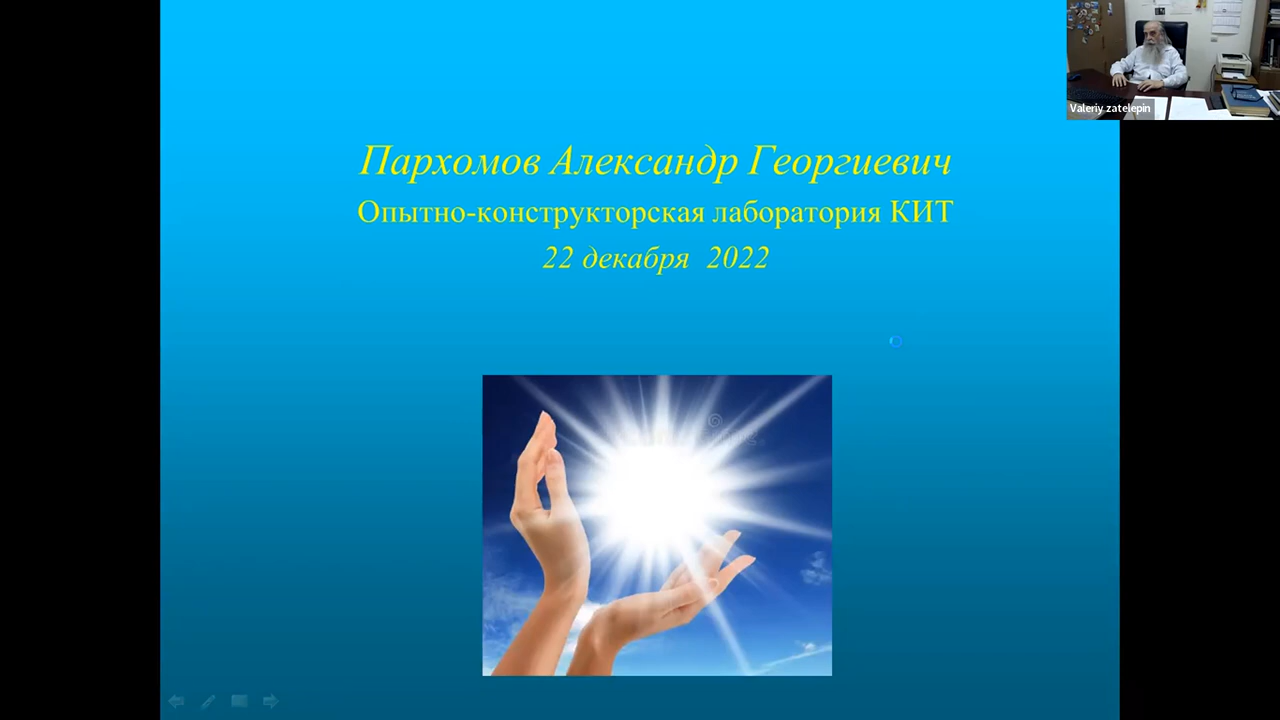 Valeriy zatelepin
Пархомов Александр Георгиевич
Опытно-конструкторская лаборатория КИТ
22 декабря 2022